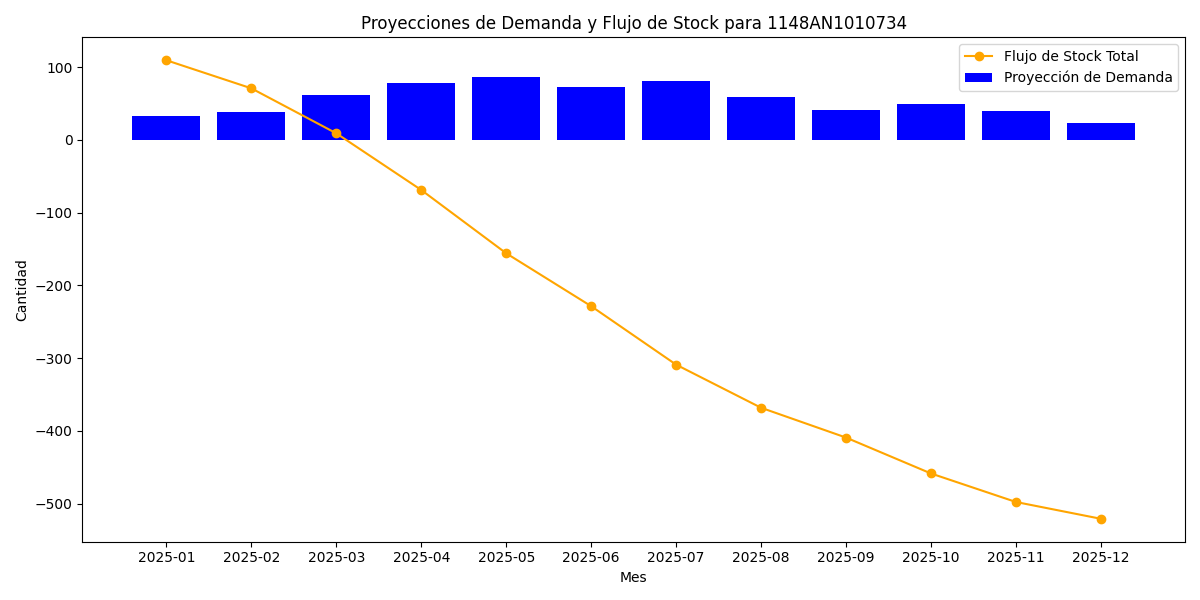 Proyecciones de Demanda y Flujo de Stock para 1148AN1010734
Flujo de Stock Total
Proyección de Demanda
Cantidad
100
0
−100
−200
−300
−400
−500
2025-01 2025-02 2025-03 2025-04 2025-05 2025-06 2025-07 2025-08 2025-09 2025-10 2025-11 2025-12
Mes